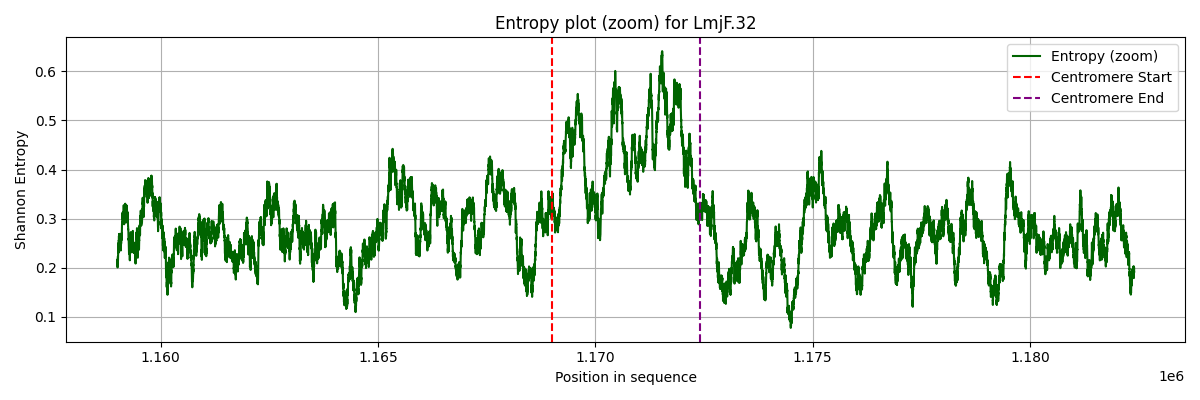 Entropy plot (zoom) for LmjF.32
Shannon Entropy
0.6
0.5
0.4
0.3
0.2
0.1
Entropy (zoom)
Centromere Start
Centromere End
1.160
1.165
1.170
1.175
1.180
1e6
Position in sequence